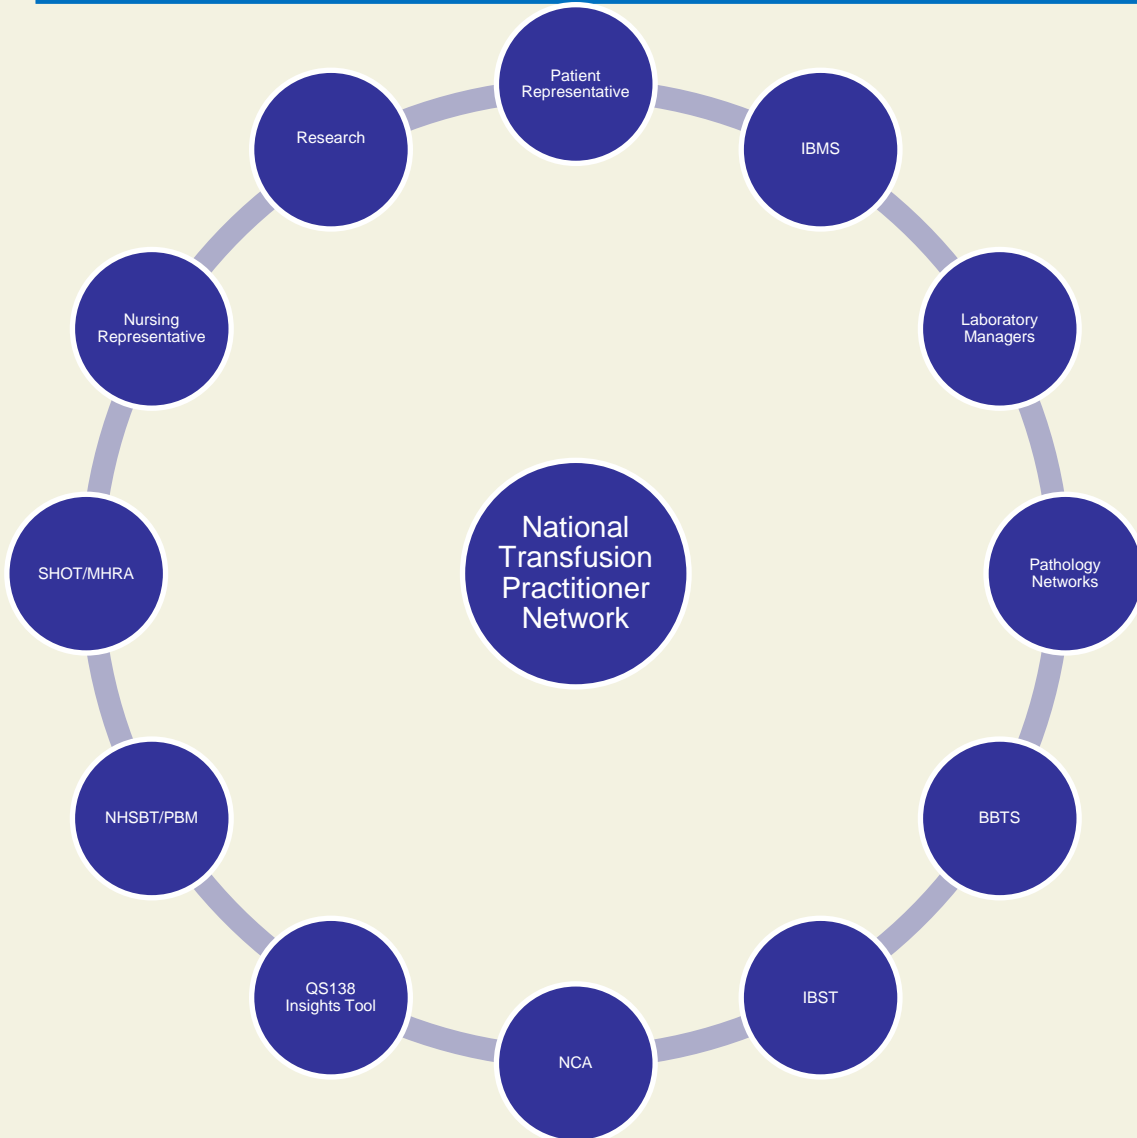 Patient
Representative
IBMS
Laboratory
Managers
Pathology
Networks
BBTS
IBST
NCA
QS138
Insights Tool
NHSBT/PBM
SHOT/MHRA
Nursing
Representative
Research
National
Transfusion
Practitioner
Network